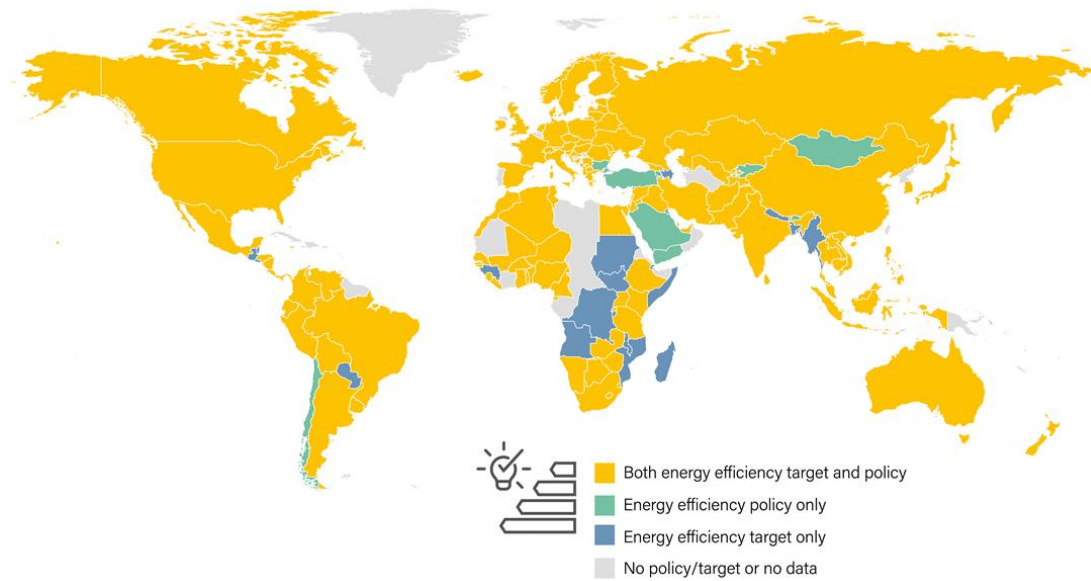 Both energy efficiency target and policy
Energy efficiency policy only
Energy efficiency target only
No policy/target or no data